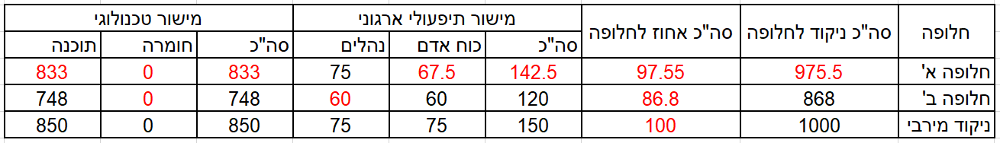 חלופה סה"כ ניקוד לחלופה סה"כ אחוז לחלופה מישור תיפעולי ארגוני מישור טכנולוגי
סה"כ כוח אדם נהלים סה"כ חומרה תוכנה
חלופה א' 975.5 97.55 142.5 67.5 75 833 0 833
חלופה ב' 868 86.8 120 60 60 748 0 748
ניקוד מירבי 1000 100 150 75 75 850 0 850